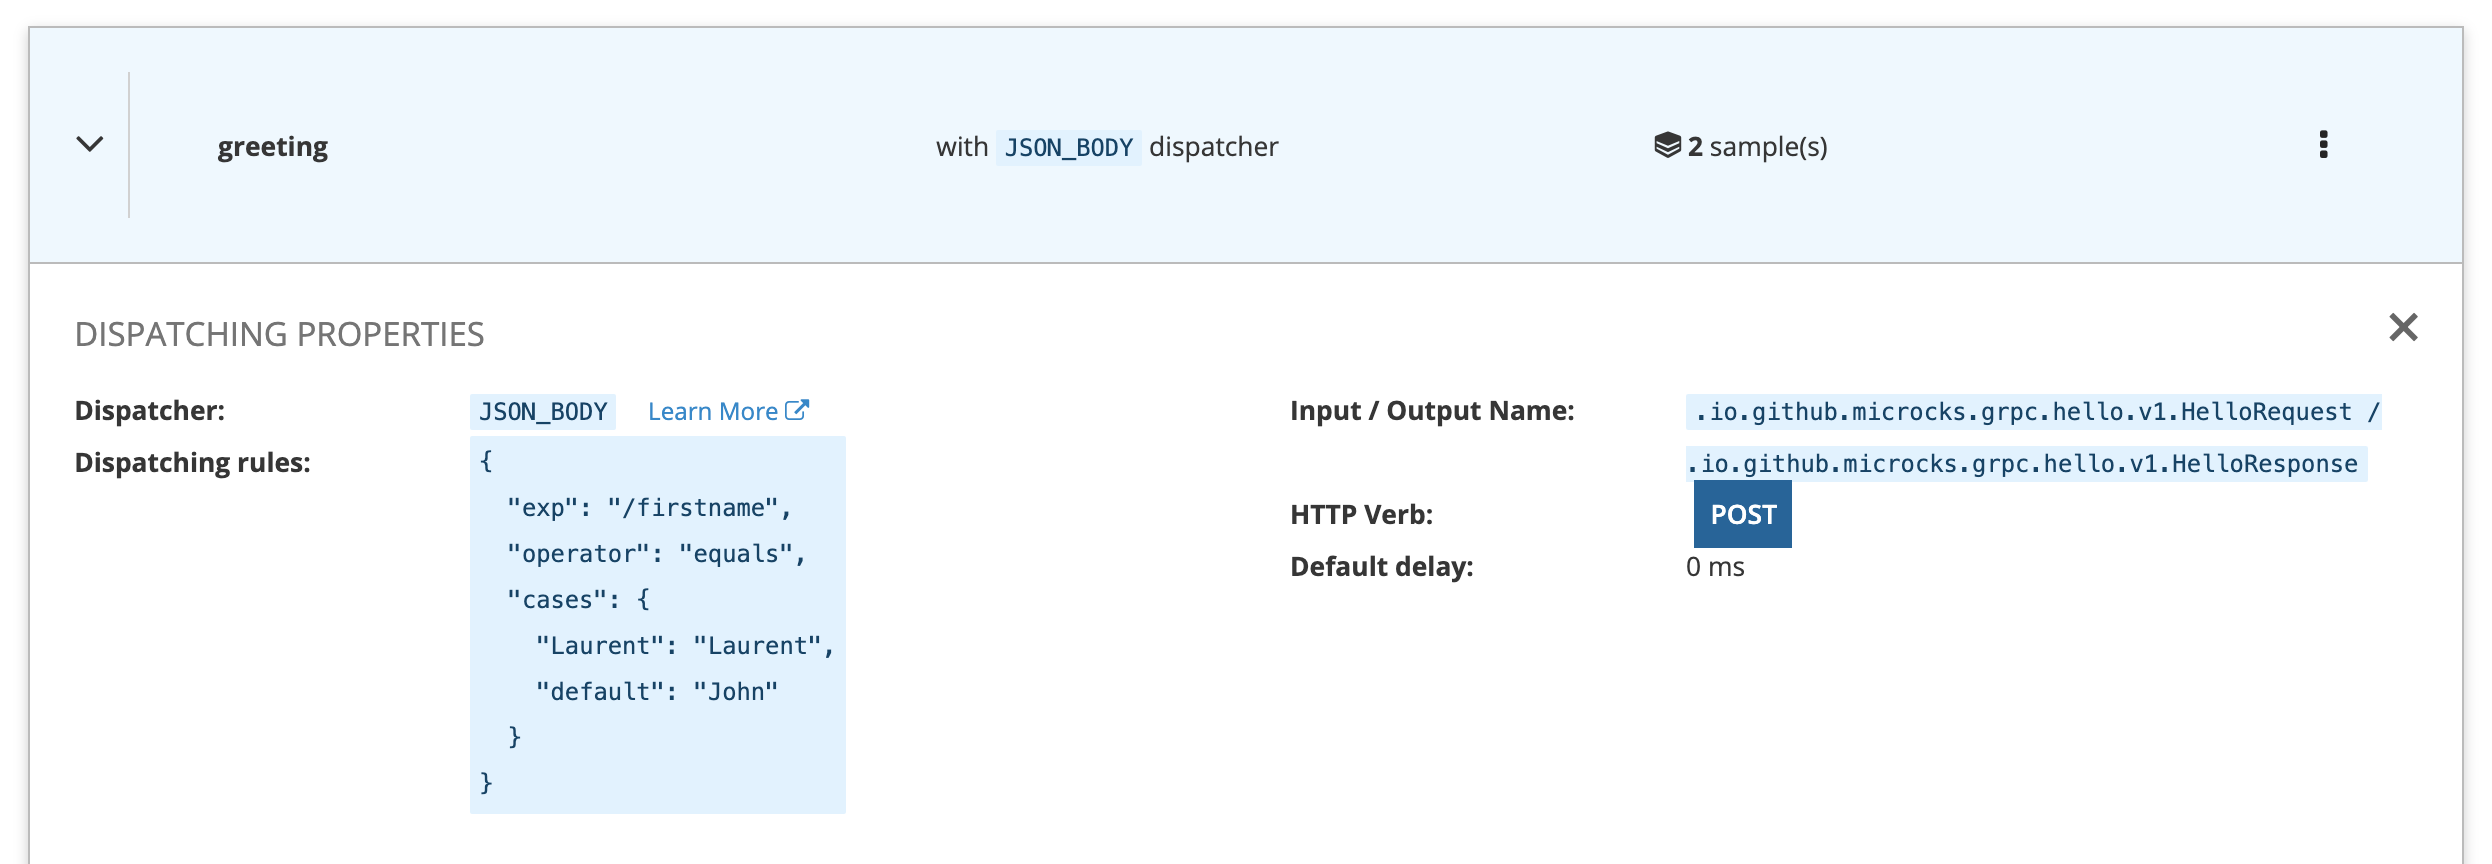 greeting
with JSON_BODY dispatcher
2 sample(s)
DISPATCHING PROPERTIES
Dispatcher:
JSON_BODY Learn More
Dispatching rules:
{
  "exp": "/firstname",
  "operator": "equals",
  "cases": {
    "Laurent": "Laurent",
    "default": "John"
  }
}
Input / Output Name:
.io.github.microcks.grpc.hello.v1.HelloRequest /
.io.github.microcks.grpc.hello.v1.HelloResponse
HTTP Verb:
POST
Default delay:
0 ms